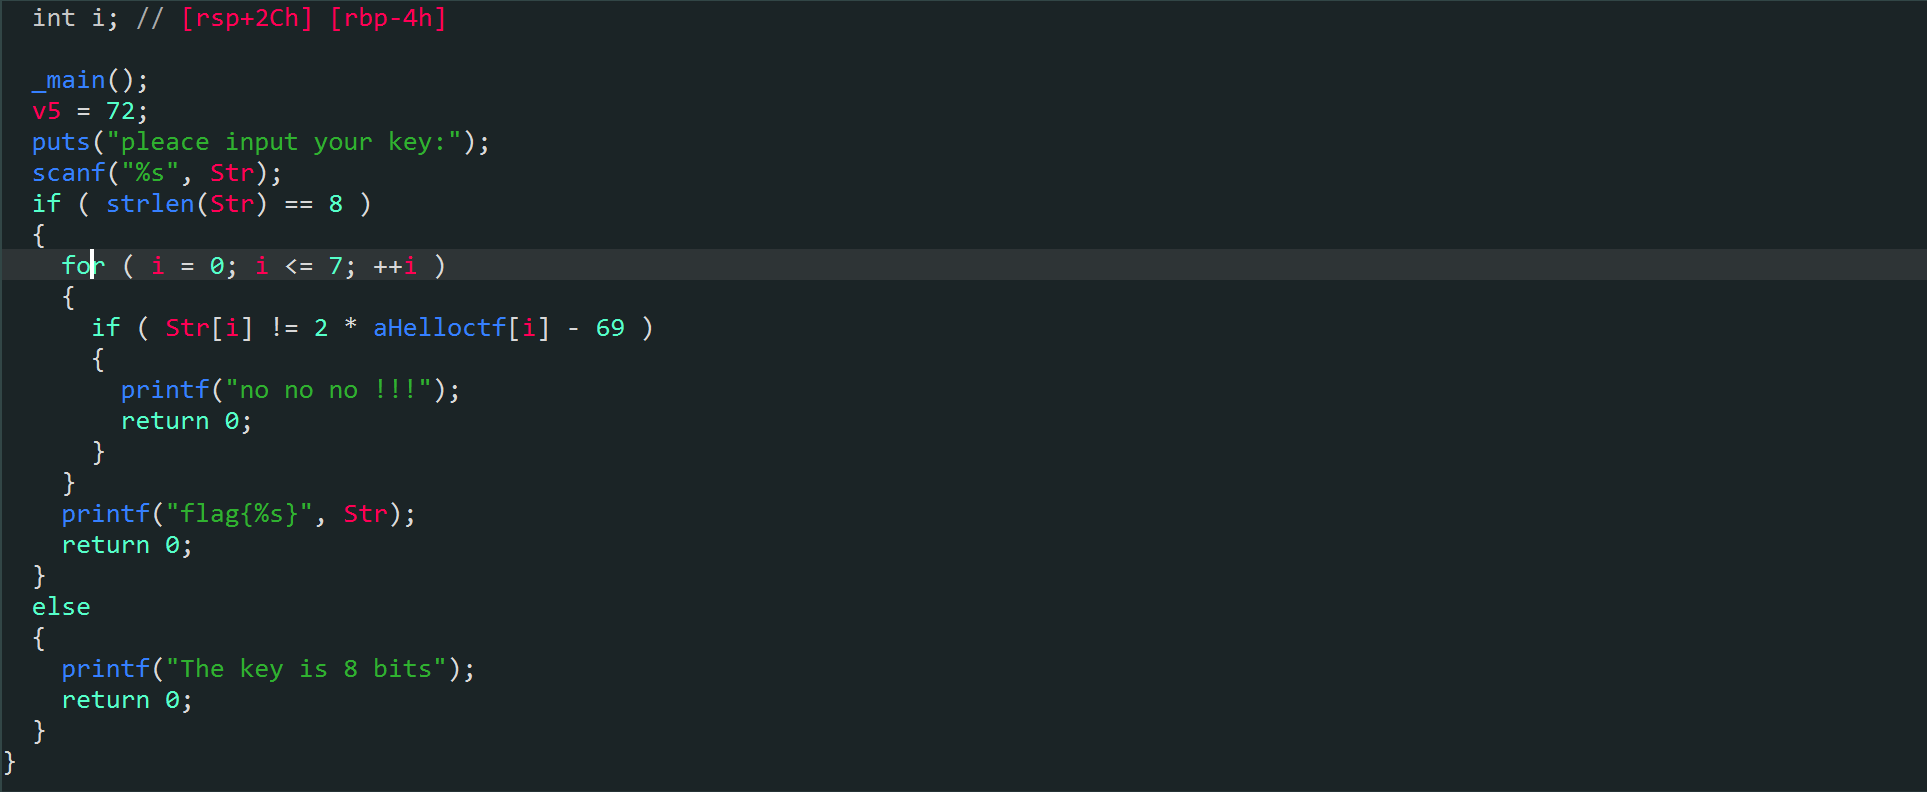 int i; // [rsp+2Ch] [rbp-4h]
_main();
v5 = 72;
puts("pleace input your key:");
scanf("%s", Str);
if ( strlen(Str) == 8 )
{
for ( i = 0; i <= 7; ++i )
{
if ( Str[i] != 2 * aHelloctf[i] - 69 )
{
printf("no no no !!!");
return 0;
}
}
printf("flag{%s}", Str);
return 0;
}
else
{
printf("The key is 8 bits");
return 0;
}
}